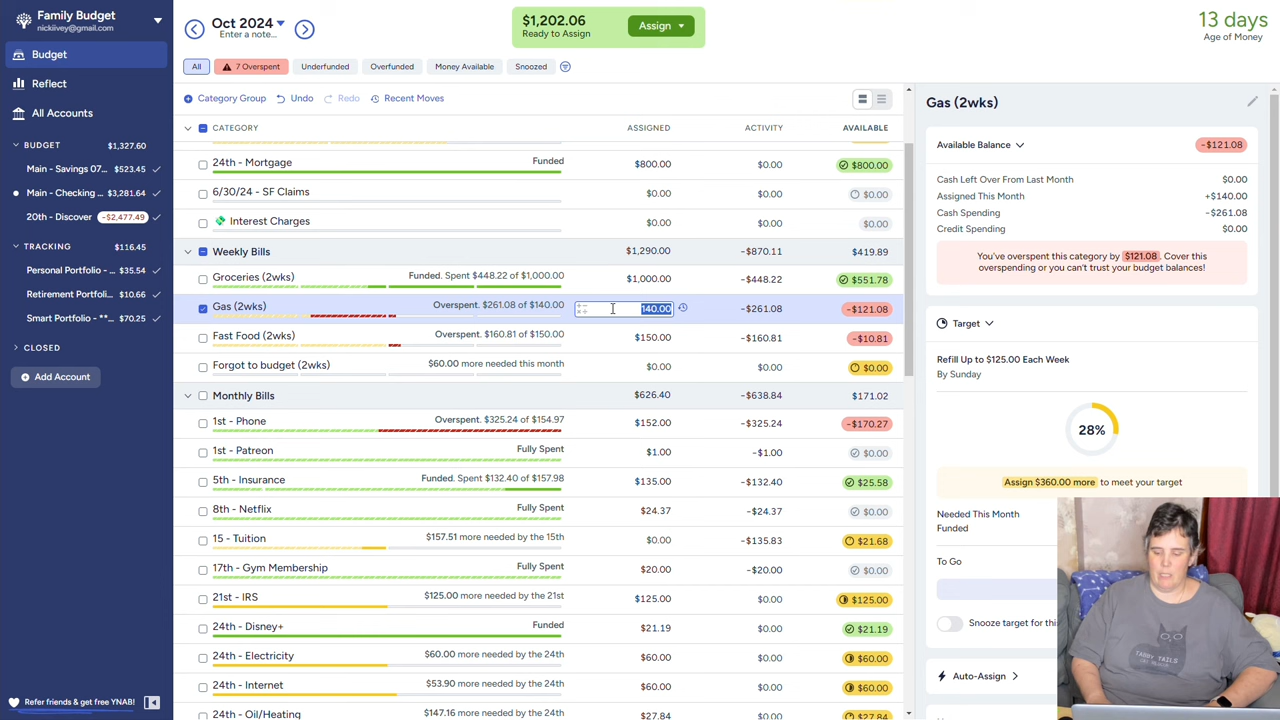 Family Budget
nickiivey@gmail.com
Budget
Reflect
All Accounts
BUDGET $1,327.60
Main - Savings 07... $523.45
Main - Checking ... $3,281.64
20th - Discover -$2,477.49
TRACKING $116.45
Personal Portfolio - ... $35.54
Retirement Portfoli... $10.66
Smart Portfolio - **... $70.25
CLOSED
Add Account
Refer friends & get free YNAB!
Oct 2024
Enter a note...
$1,202.06
Ready to Assign
Assign
13 days
Age of Money
All
7 Overspent
Underfunded
Overfunded
Money Available
Snoozed
Category Group
Undo
Redo
Recent Moves
CATEGORY ASSIGNED ACTIVITY AVAILABLE
24th - Mortgage Funded $800.00 $0.00 $800.00
6/30/24 - SF Claims $0.00 $0.00 $0.00
Interest Charges $0.00 $0.00 $0.00
Weekly Bills $1,290.00 -$870.11 $419.89
Groceries (2wks) Funded. Spent $448.22 of $1,000.00 $1,000.00 -$448.22 $551.78
Gas (2wks) Overspent. $261.08 of $140.00 140.00 -$261.08 -$121.08
Fast Food (2wks) Overspent. $160.81 of $150.00 $150.00 -$160.81 -$10.81
Forgot to budget (2wks) $60.00 more needed this month $0.00 $0.00 $0.00
Monthly Bills $626.40 -$638.84 $171.02
1st - Phone Overspent. $325.24 of $154.97 $152.00 -$325.24 -$170.27
1st - Patreon Fully Spent $1.00 -$1.00 $0.00
5th - Insurance Funded. Spent $132.40 of $157.98 $135.00 -$132.40 $25.58
8th - Netflix Fully Spent $24.37 -$24.37 $0.00
15 - Tuition $157.51 more needed by the 15th $0.00 -$135.83 $21.68
17th - Gym Membership Fully Spent $20.00 -$20.00 $0.00
21st - IRS $125.00 more needed by the 21st $125.00 $0.00 $125.00
24th - Disney+ Funded $21.19 $0.00 $21.19
24th - Electricity $60.00 more needed by the 24th $60.00 $0.00 $60.00
24th - Internet $53.90 more needed by the 24th $60.00 $0.00 $60.00
24th - Oil/Heating $147.16 more needed by the 24th $27.84 $0.00 $27.84
Gas (2wks)
Available Balance -$121.08
Cash Left Over From Last Month $0.00
Assigned This Month +$140.00
Cash Spending -$261.08
Credit Spending $0.00
You've overspent this category by $121.08. Cover this
overspending or you can't trust your budget balances!
Target
Refill Up to $125.00 Each Week
By Sunday
28%
Assign $360.00 more to meet your target
Needed This Month
Funded
To Go
Snooze target for thi
Auto-Assign
TABBY TAILS